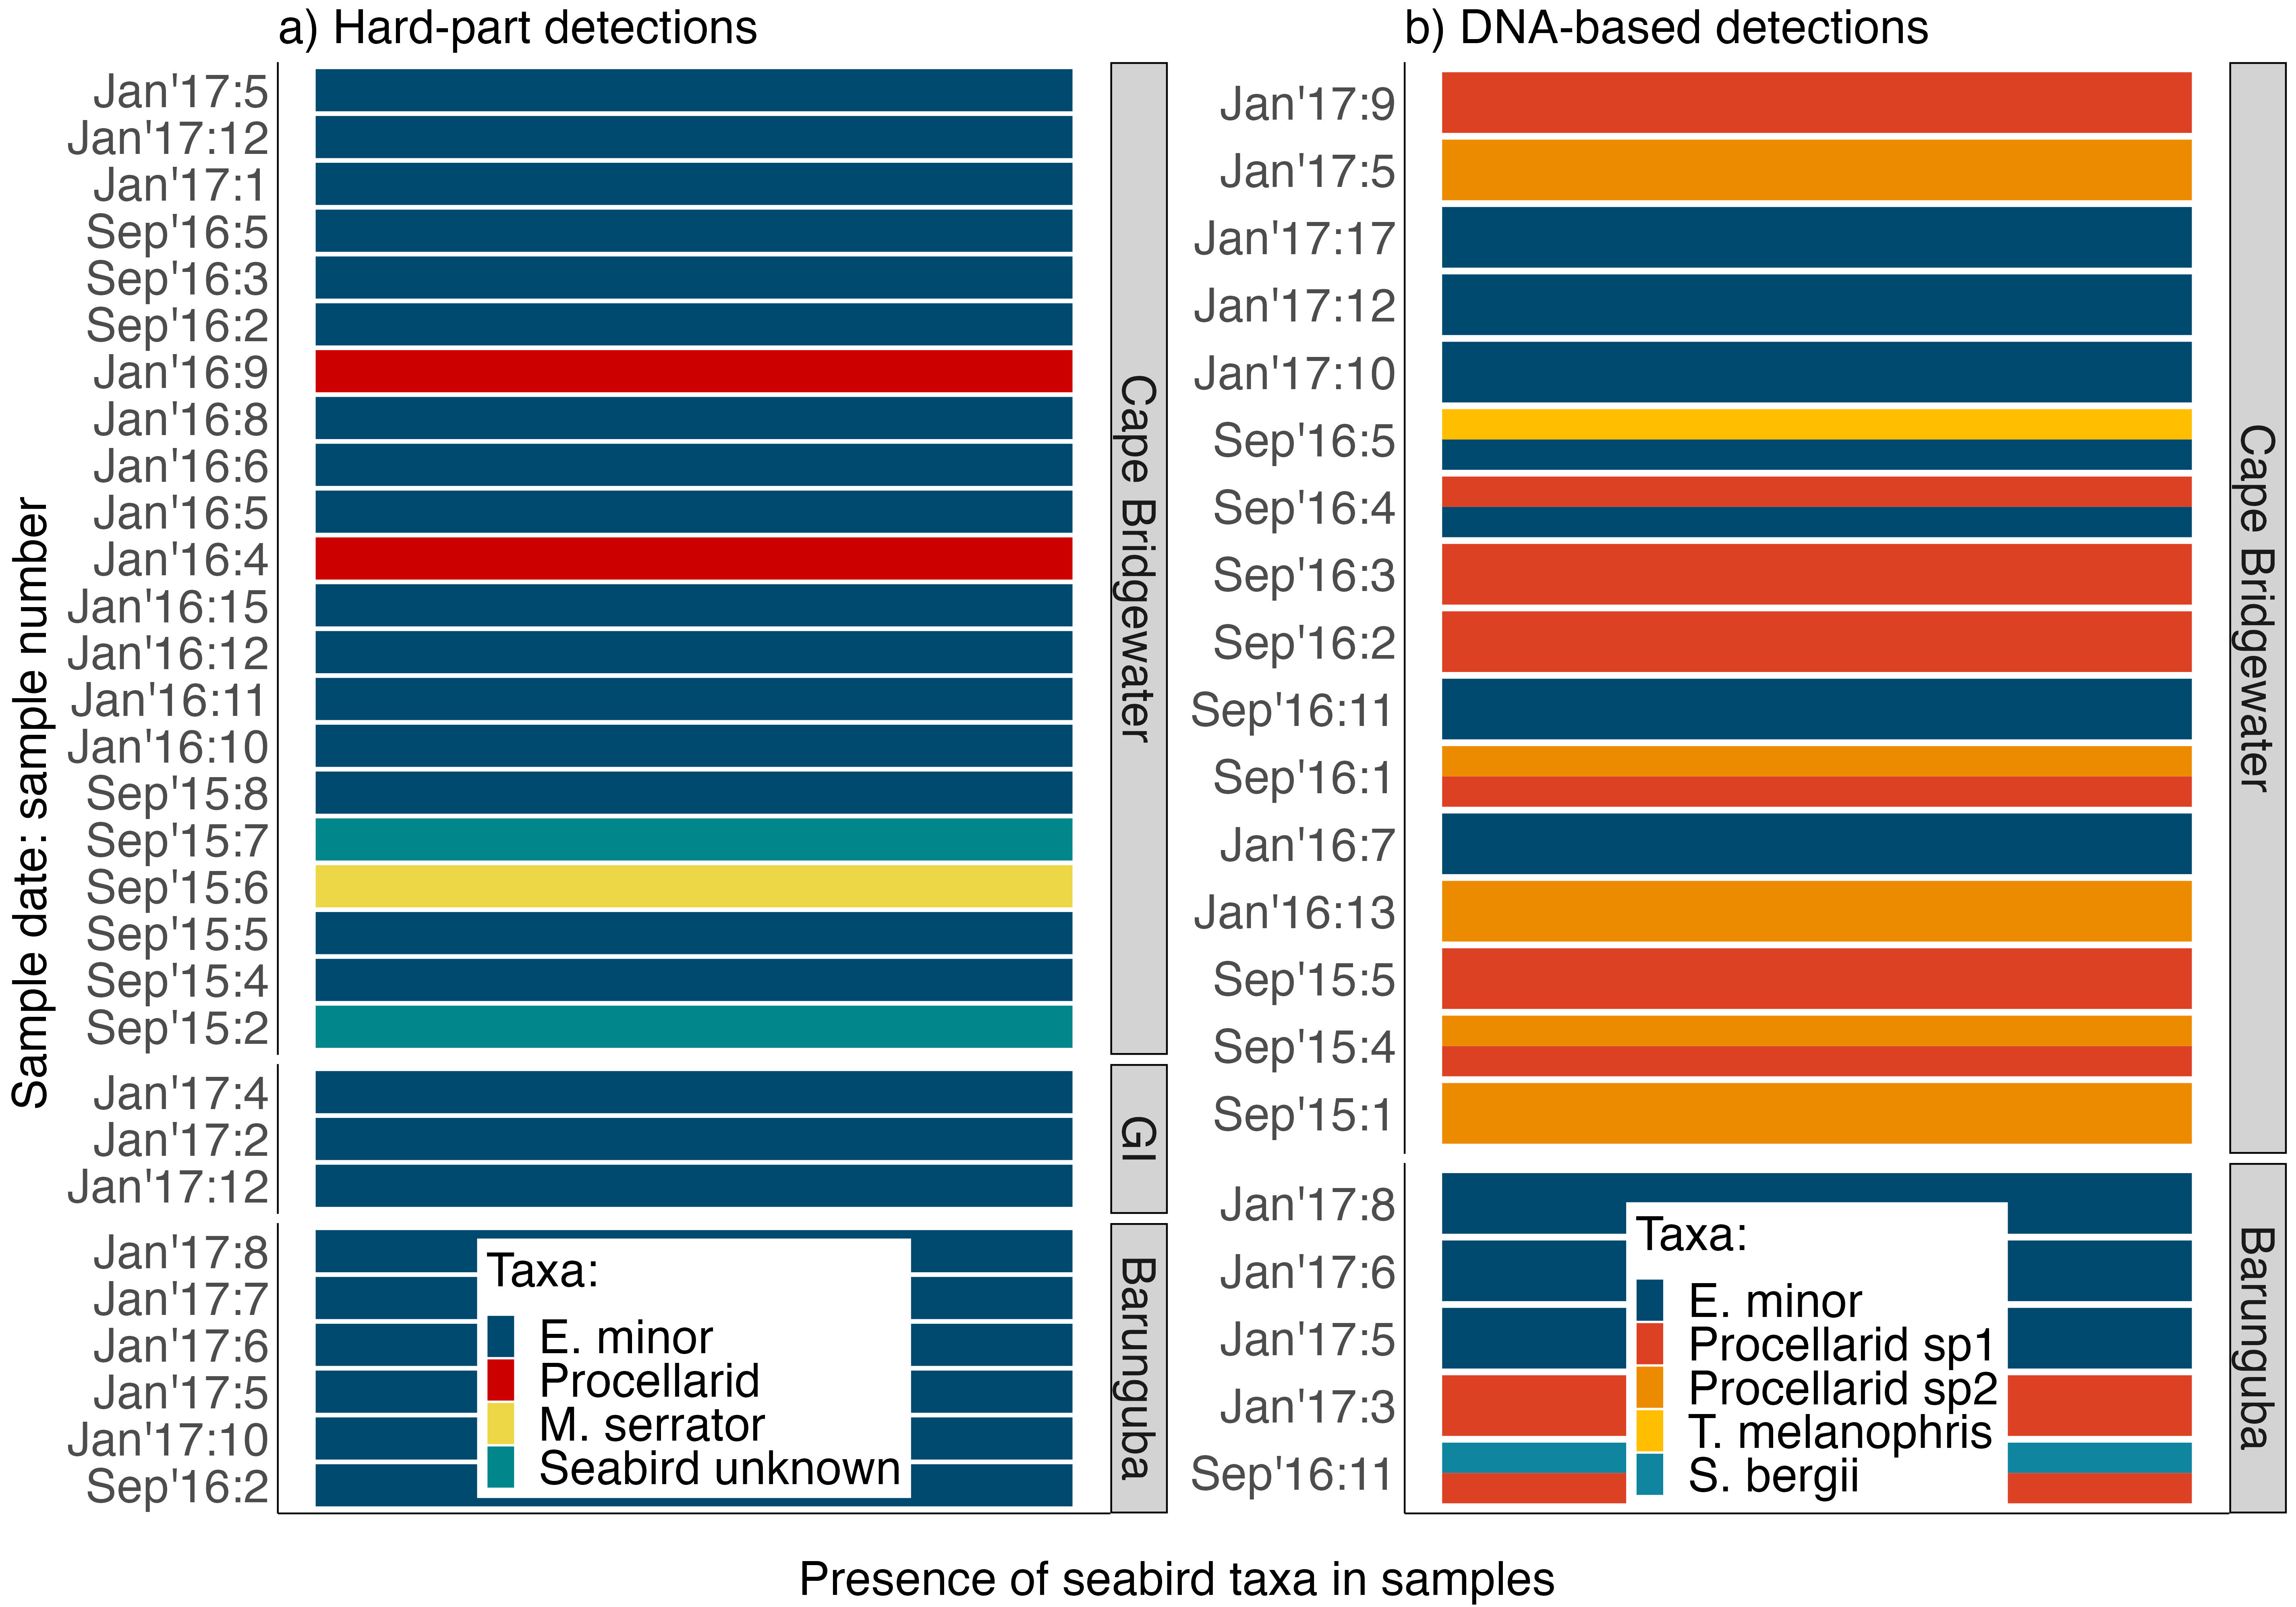 a) Hard-part detections
Sample date: sample number
Jan'17:5
Jan'17:12
Jan'17:1
Sep'16:5
Sep'16:3
Sep'16:2
Jan'16:9
Jan'16:8
Jan'16:6
Jan'16:5
Jan'16:4
Jan'16:15
Jan'16:12
Jan'16:11
Jan'16:10
Sep'15:8
Sep'15:7
Sep'15:6
Sep'15:5
Sep'15:4
Sep'15:2
Cape Bridgewater
Jan'17:4
Jan'17:2
Jan'17:12
GI
Jan'17:8
Jan'17:7
Jan'17:6
Jan'17:5
Jan'17:10
Sep'16:2
Barunguba
Taxa:
E. minor
Procellarid
M. serrator
Seabird unknown
b) DNA-based detections
Jan'17:9
Jan'17:5
Jan'17:17
Jan'17:12
Jan'17:10
Sep'16:5
Sep'16:4
Sep'16:3
Sep'16:2
Sep'16:11
Sep'16:1
Jan'16:7
Jan'16:13
Sep'15:5
Sep'15:4
Sep'15:1
Cape Bridgewater
Jan'17:8
Jan'17:6
Jan'17:5
Jan'17:3
Sep'16:11
Barunguba
Taxa:
E. minor
Procellarid sp1
Procellarid sp2
T. melanophris
S. bergii
Presence of seabird taxa in samples